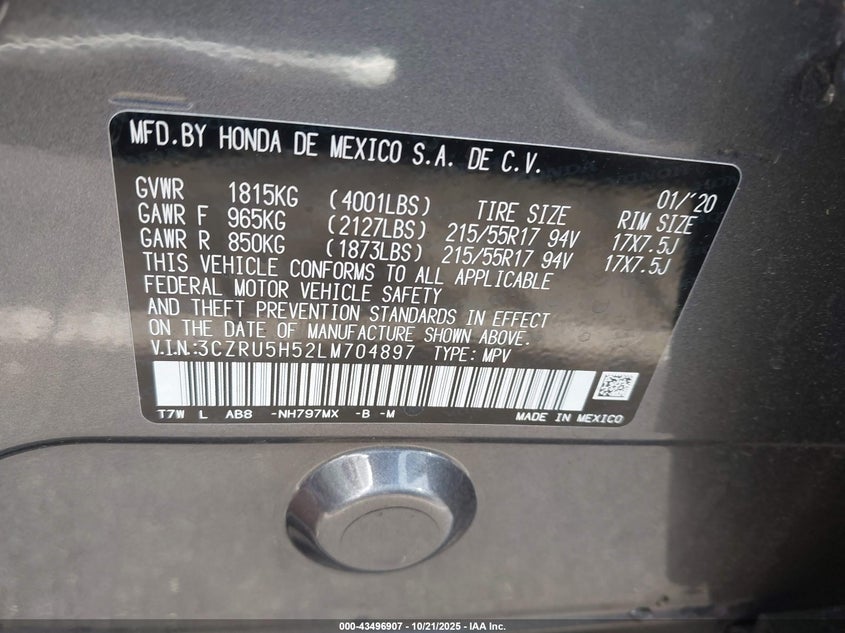 MFD.BY HONDA DE MEXICO S.A. DE C.V.
01/'20
GVWR 1815KG (4001LBS) TIRE SIZE RIM SIZE
GAWR F 965KG (2127LBS) 215/55R17 94V 17X7.5J
GAWR R 850KG (1873LBS) 215/55R17 94V 17X7.5J
THIS VEHICLE CONFORMS TO ALL APPLICABLE
FEDERAL MOTOR VEHICLE SAFETY
AND THEFT PREVENTION STANDARDS IN EFFECT
ON THE DATE OF MANUFACTURE SHOWN ABOVE.
V.I.N:3CZRU5H52LM704897 TYPE: MPV
T7W L AB8 -NH797MX -B -M MADE IN MEXICO
000-43496907 - 10/21/2025 - IAA Inc.